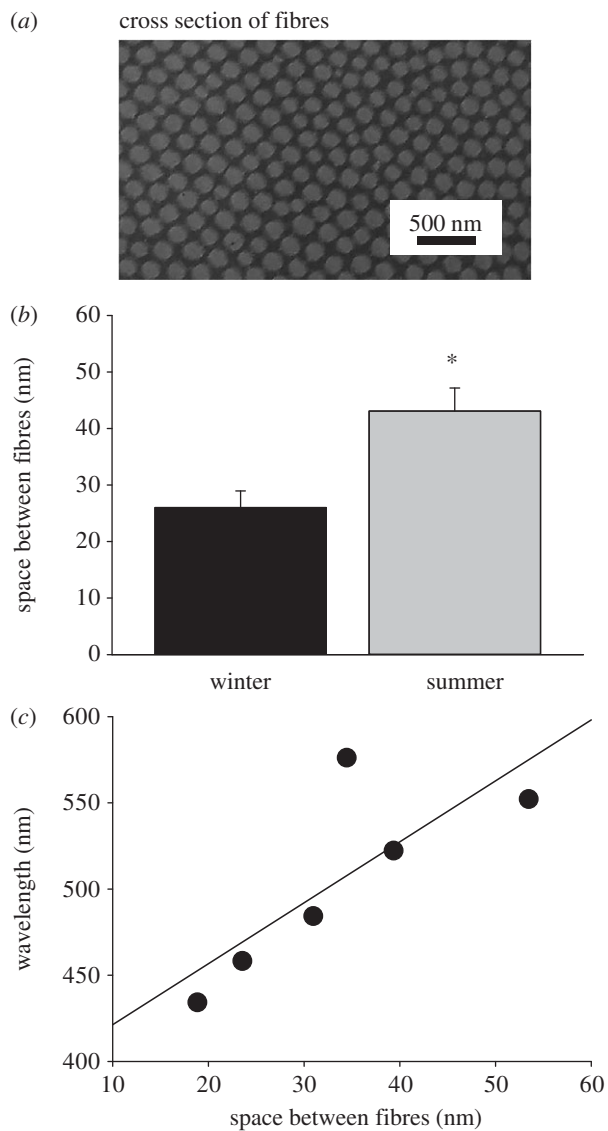 (a) cross section of fibres
500 nm
(b)
60
50
40
30
20
10
0
space between fibres (nm)
*
winter summer
(c)
600
550
500
450
400
wavelength (nm)
10 20 30 40 50 60
space between fibres (nm)